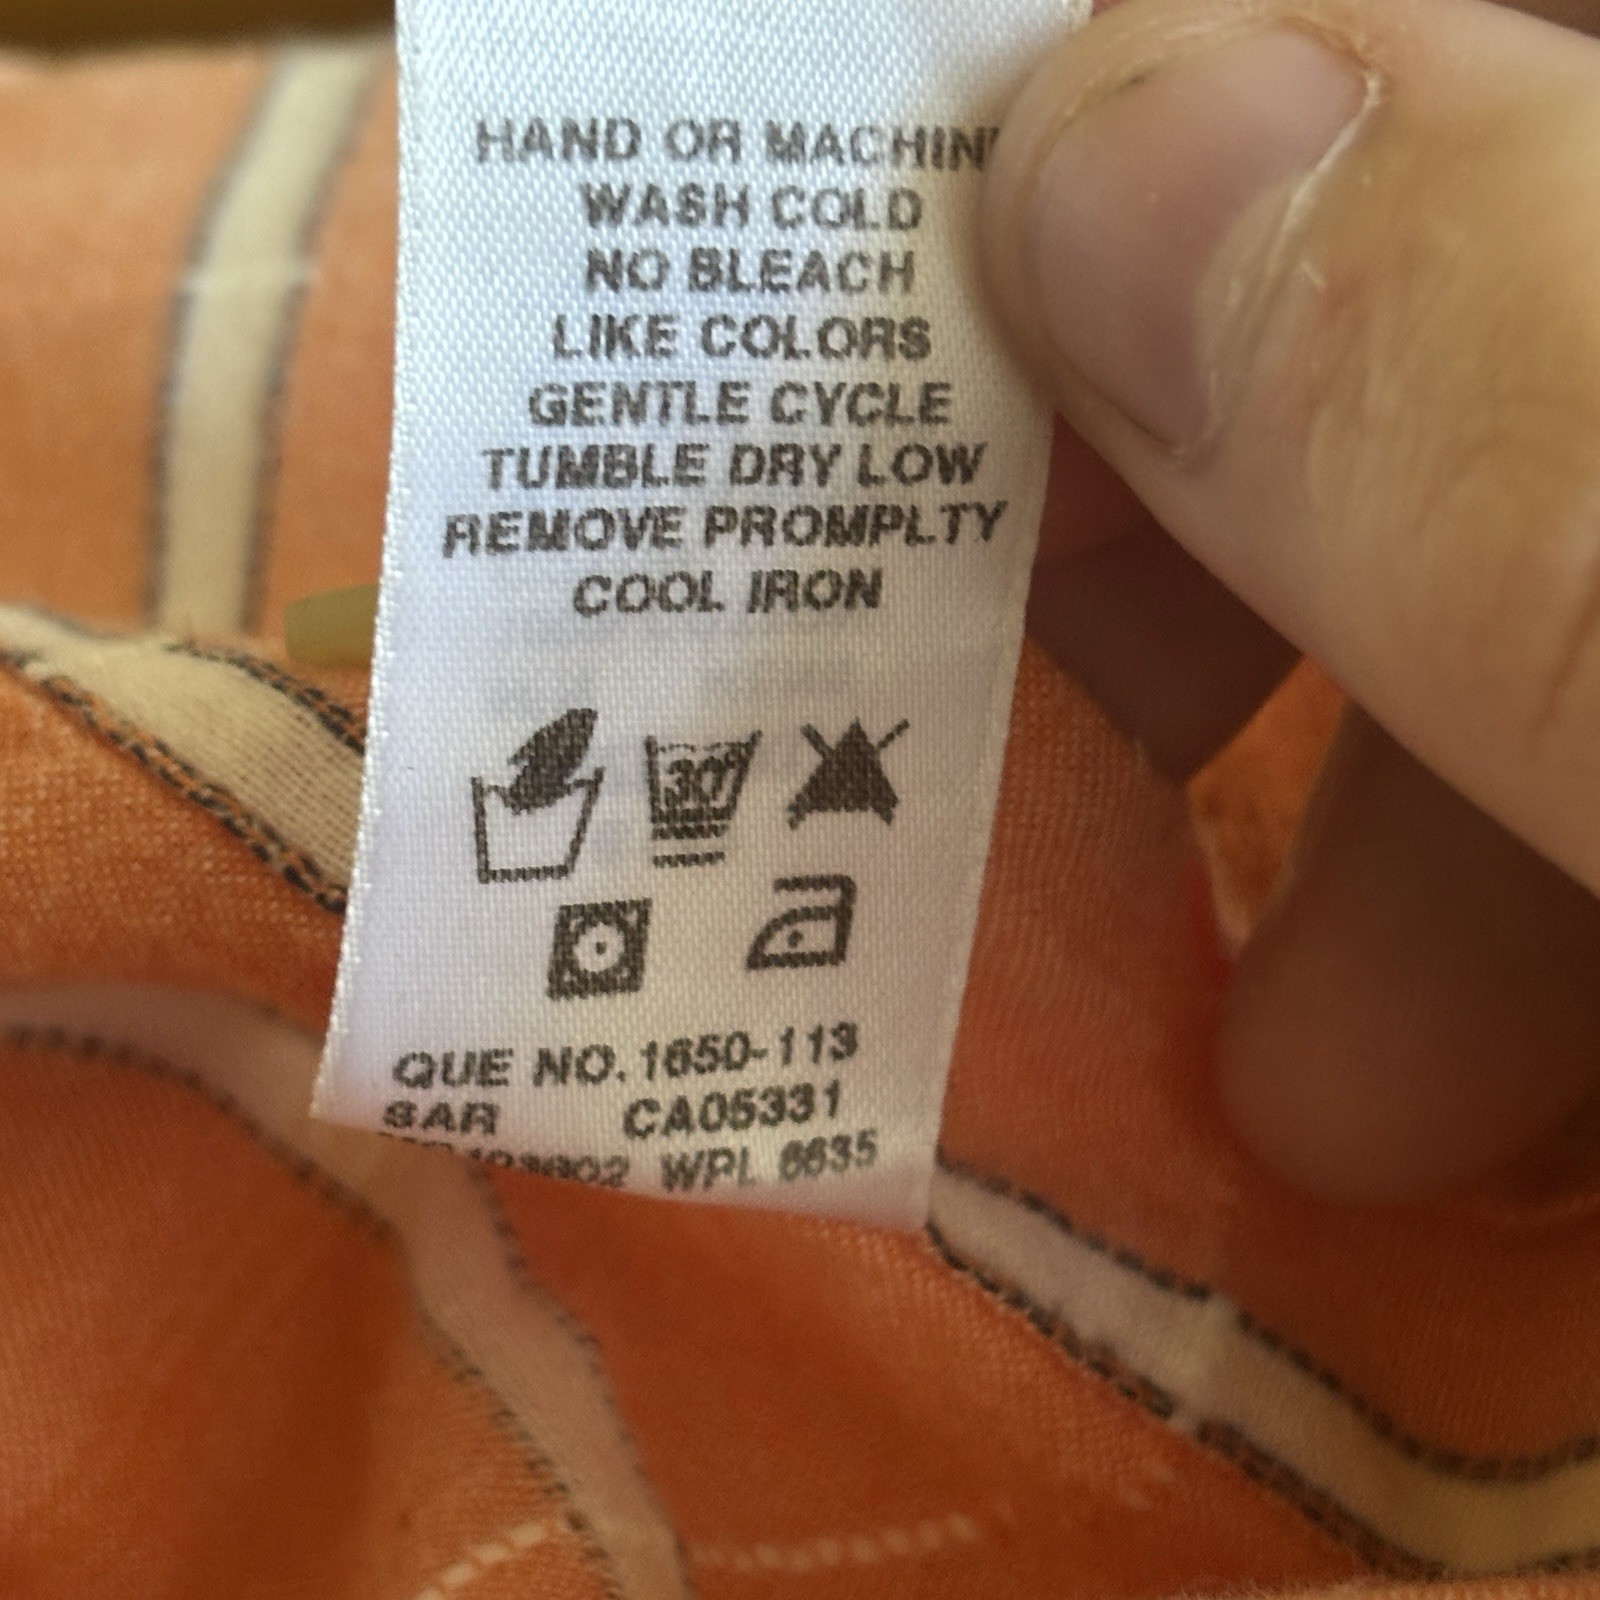 HAND OR MACHIN
WASH COLD
NO BLEACH
LIKE COLORS
GENTLE CYCLE
TUMBLE DRY LOW
REMOVE PROMPLTY
COOL IRON
30°
QUE NO. 1650-113
SAR CA05331
WPL 6635